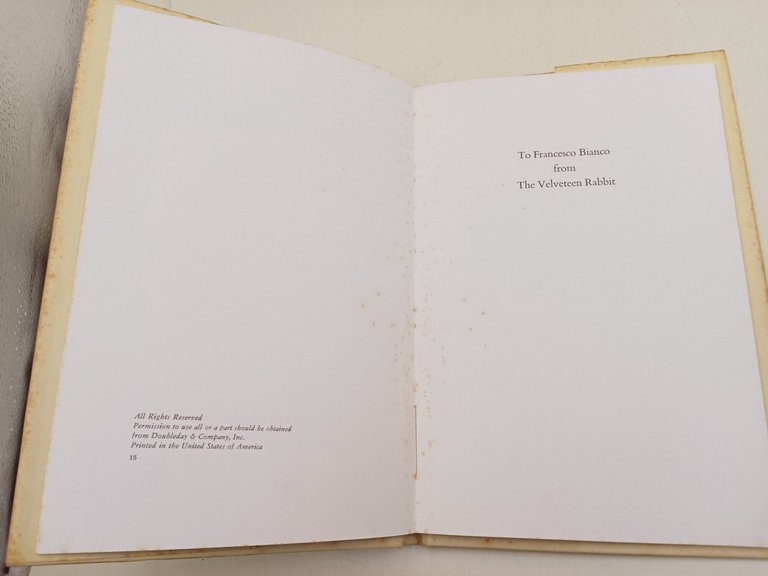 All Rights Reserved
Permission to use all or a part should be obtained
from Doubleday & Company, Inc.
Printed in the United States of America
15
To Francesco Bianco
from
The Velveteen Rabbit